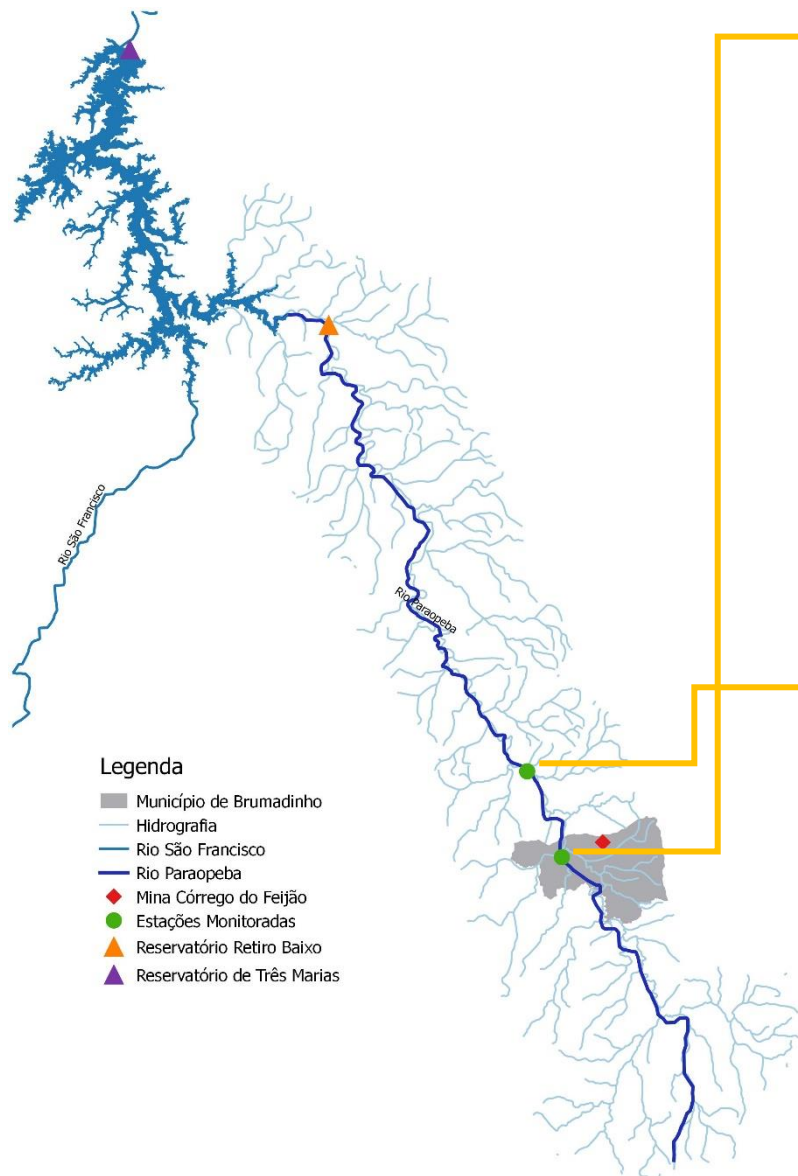 Rio São Francisco
Rio Paraopeba
Legenda
Município de Brumadinho
Hidrografia
Rio São Francisco
Rio Paraopeba
Mina Córrego do Feijão
Estações Monitoradas
Reservatório Retiro Baixo
Reservatório de Três Marias